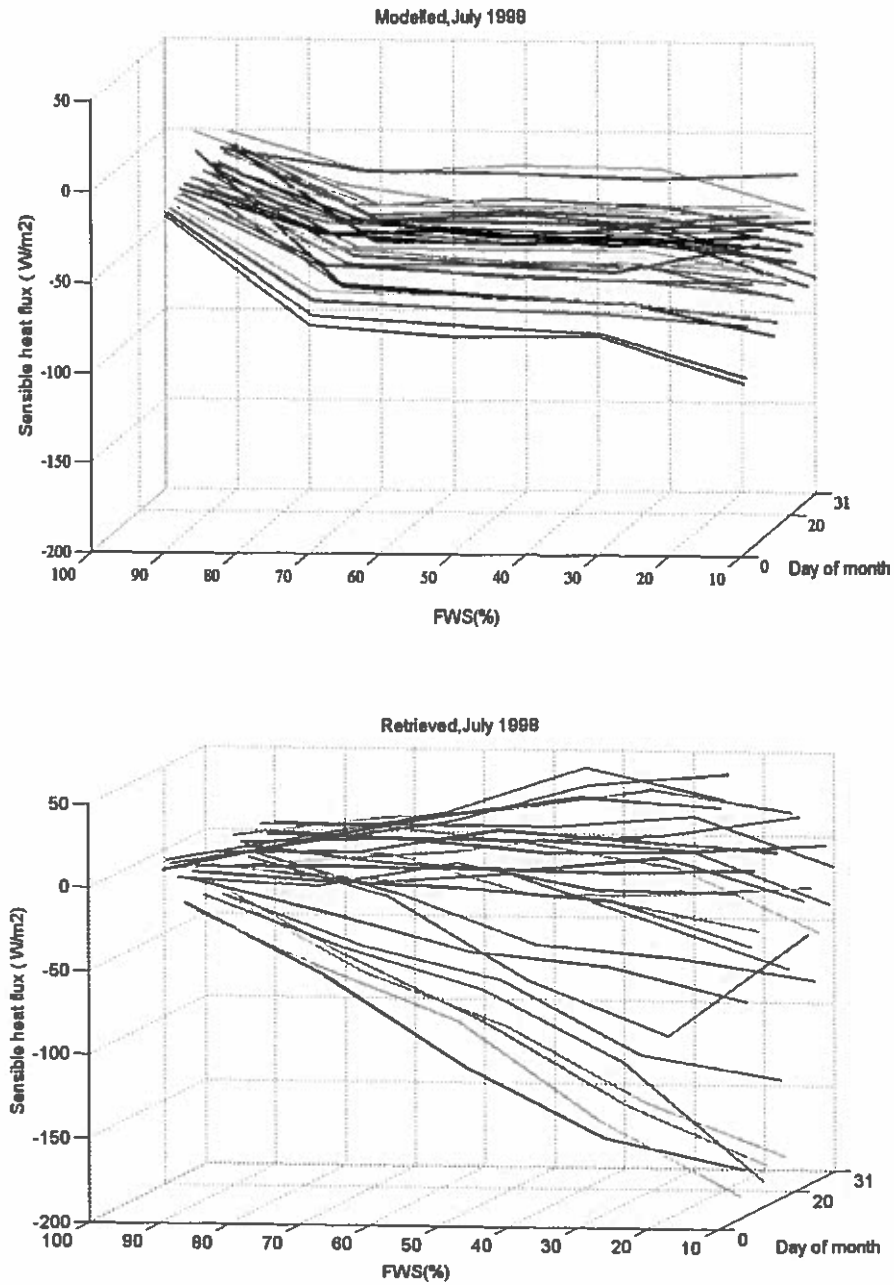 Modelled,July 1998
50
0
-50
-100
-150
-200
Sensible heat flux ( W/m2)
100 90 80 70 60 50 40 30 20 10
0 20 31
Day of month
FWS(%)
Retrieved,July 1998
50
0
-50
-100
-150
-200
Sensible heat flux ( W/m2)
100 90 80 70 60 50 40 30 20 10
0 20 31
Day of month
FWS(%)